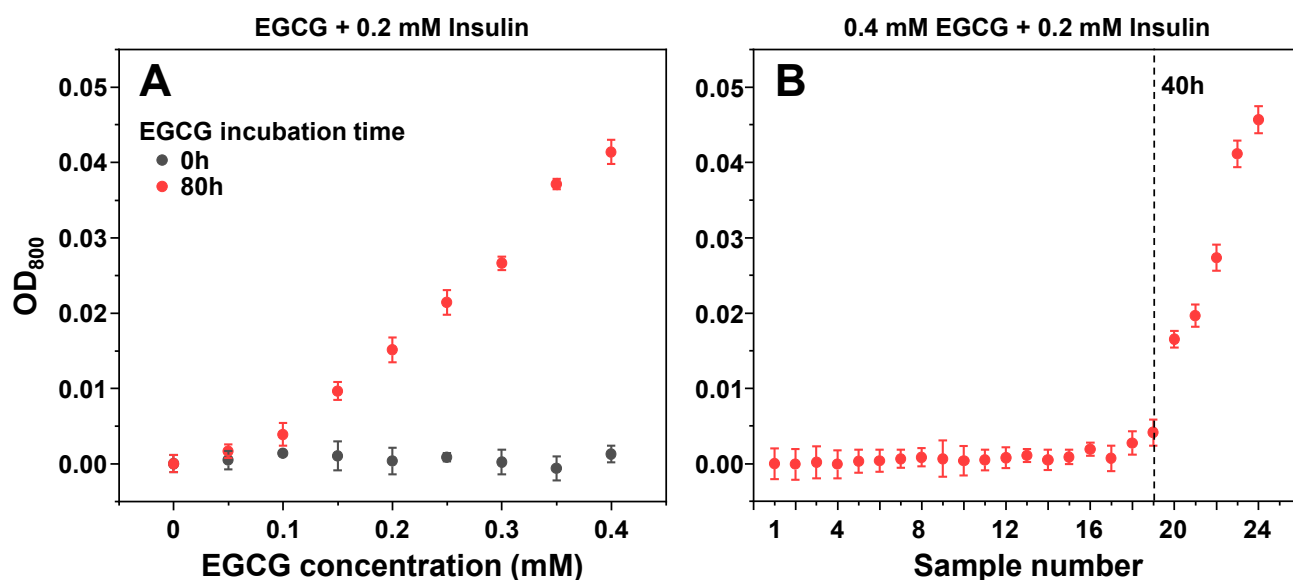 EGCG + 0.2 mM Insulin
0.4 mM EGCG + 0.2 mM Insulin
A
EGCG incubation time
0h
80h
B
40h
0.05
0.04
0.03
0.02
0.01
0.00
OD800
0.05
0.04
0.03
0.02
0.01
0.00
0 0.1 0.2 0.3 0.4
1 4 8 12 16 20 24
EGCG concentration (mM)
Sample number